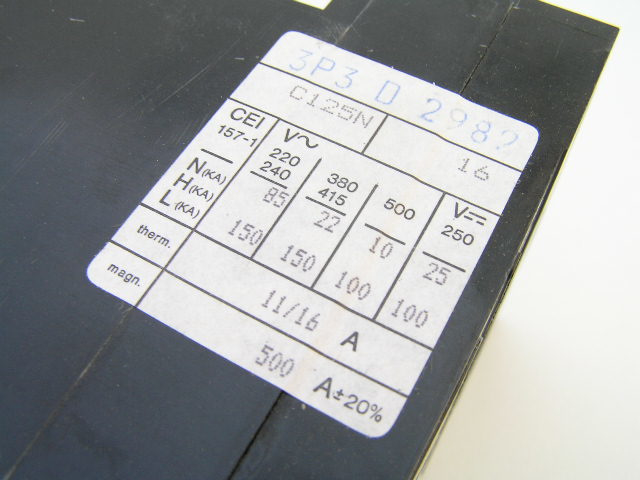 3P3 D 2982
C125N 16
CEI 157-1 V~ 220 240 380 415 500 V⎓ 250
N(KA) 85 22 10 25
H(KA)
L(KA) 150 150 100 100
therm. 11/16 A
magn. 500 A±20%